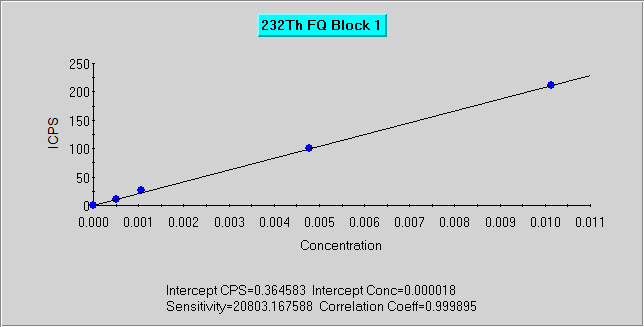 232Th FQ Block 1
250
200
150
100
50
0
ICPS
0.000 0.001 0.002 0.003 0.004 0.005 0.006 0.007 0.008 0.009 0.010 0.011
Concentration
Intercept CPS=0.364583 Intercept Conc=0.000018
Sensitivity=20803.167588 Correlation Coeff=0.999895